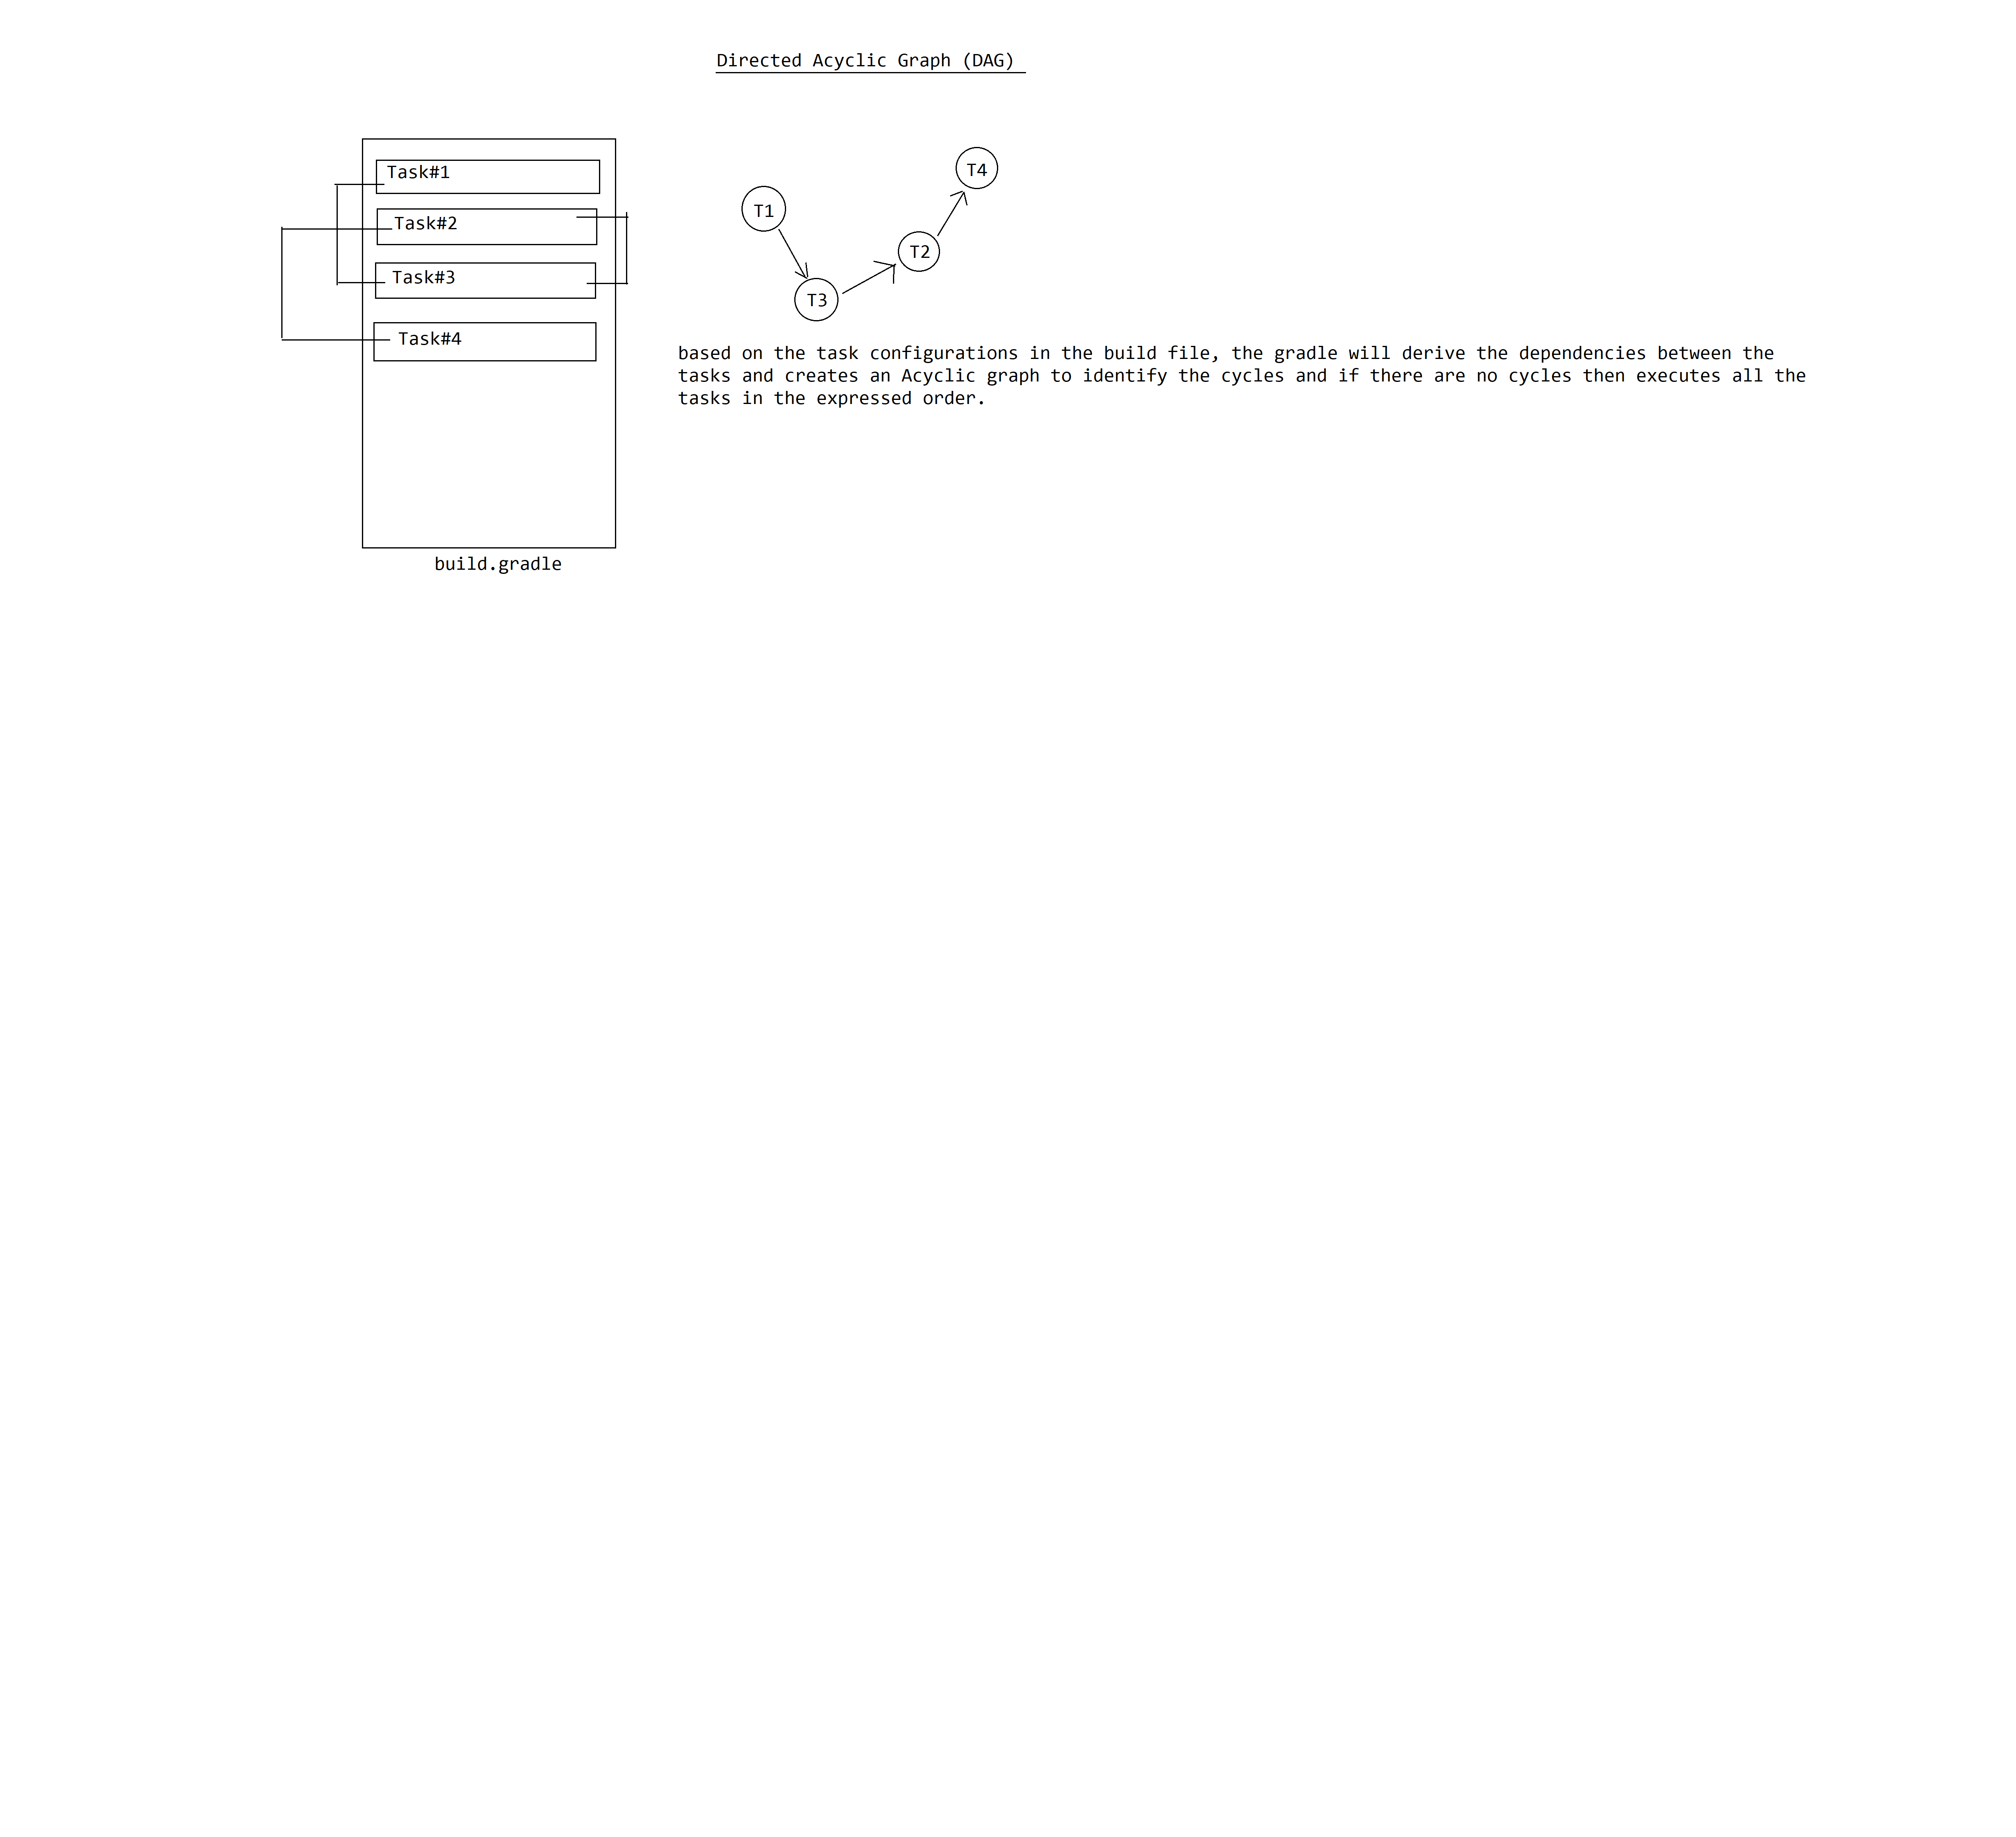 Directed Acyclic Graph (DAG)
Task#1
Task#2
Task#3
Task#4
build.gradle
T1
T4
T2
T3
based on the task configurations in the build file, the gradle will derive the dependencies between the
tasks and creates an Acyclic graph to identify the cycles and if there are no cycles then executes all the
tasks in the expressed order.